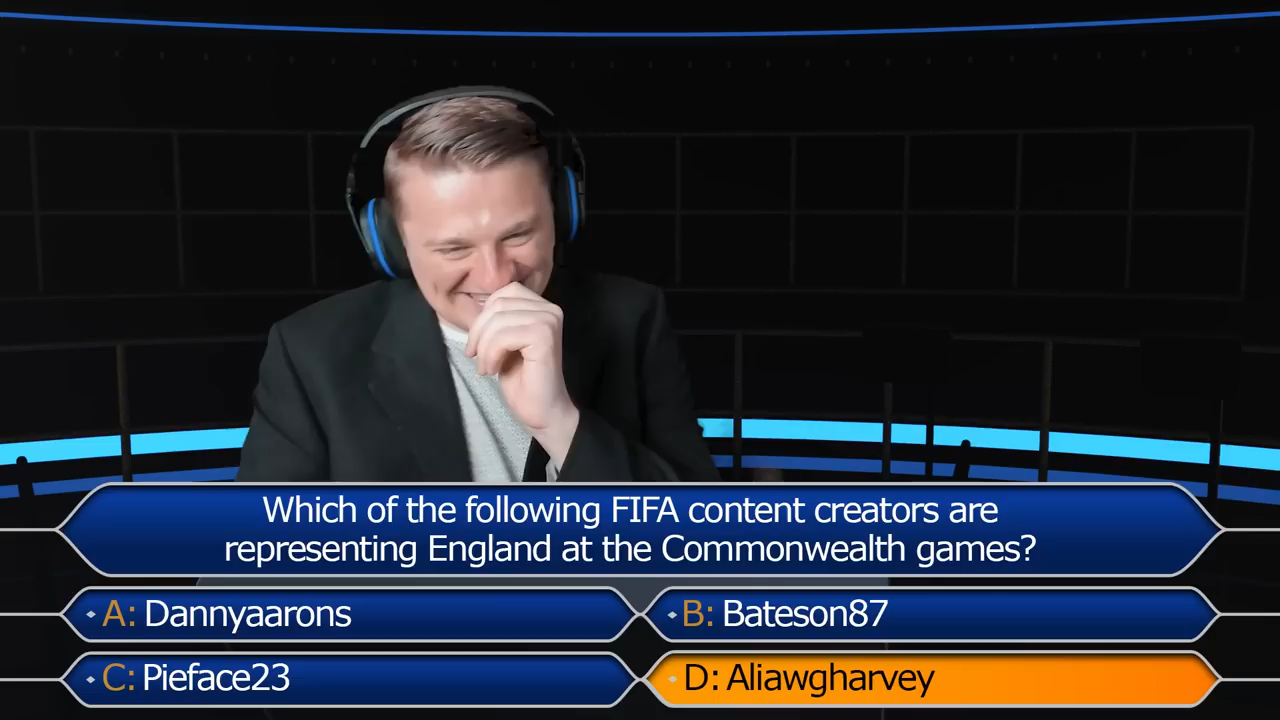 Which of the following FIFA content creators are
representing England at the Commonwealth games?
A: Dannyaarons
B: Bateson87
C: Pieface23
D: Aliawgharvey